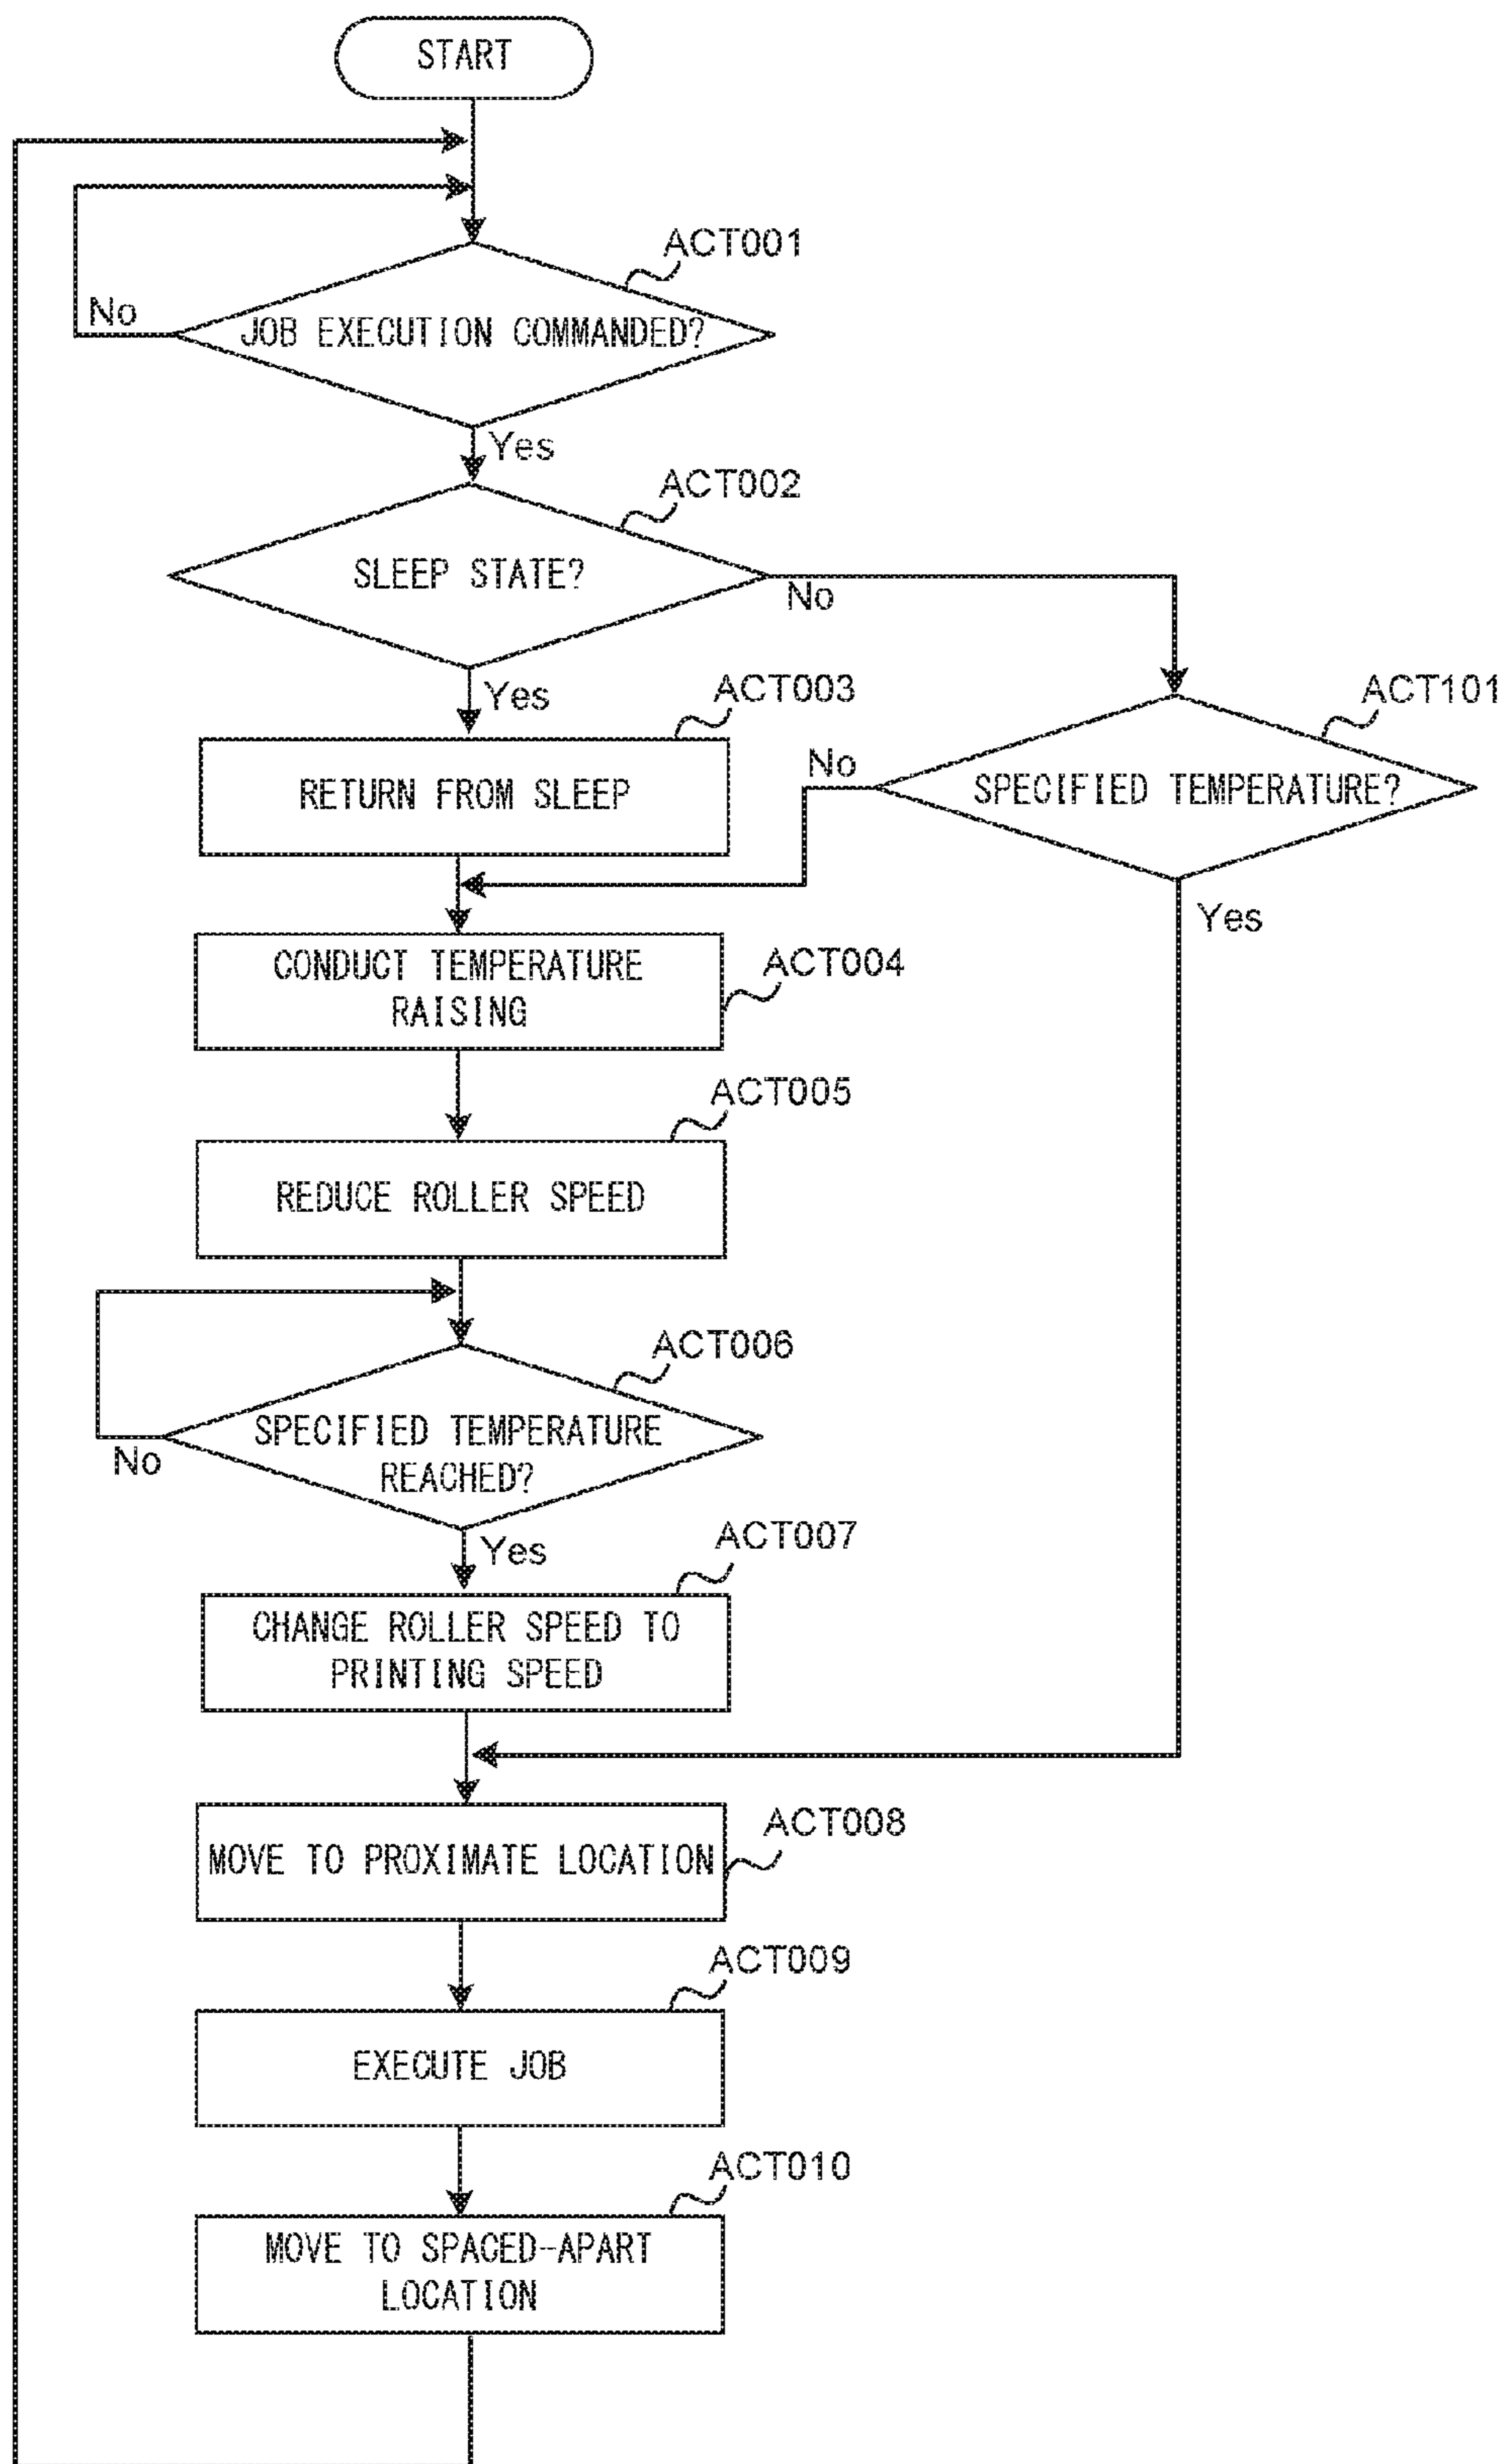 START
ACT001
No
JOB EXECUTION COMMANDED?
Yes
ACT002
SLEEP STATE?
No
Yes
ACT003
ACT101
RETURN FROM SLEEP
No
SPECIFIED TEMPERATURE?
Yes
CONDUCT TEMPERATURE
RAISING
ACT004
ACT005
REDUCE ROLLER SPEED
ACT006
SPECIFIED TEMPERATURE
REACHED?
No
Yes
ACT007
CHANGE ROLLER SPEED TO
PRINTING SPEED
ACT008
MOVE TO PROXIMATE LOCATION
ACT009
EXECUTE JOB
ACT010
MOVE TO SPACED-APART
LOCATION